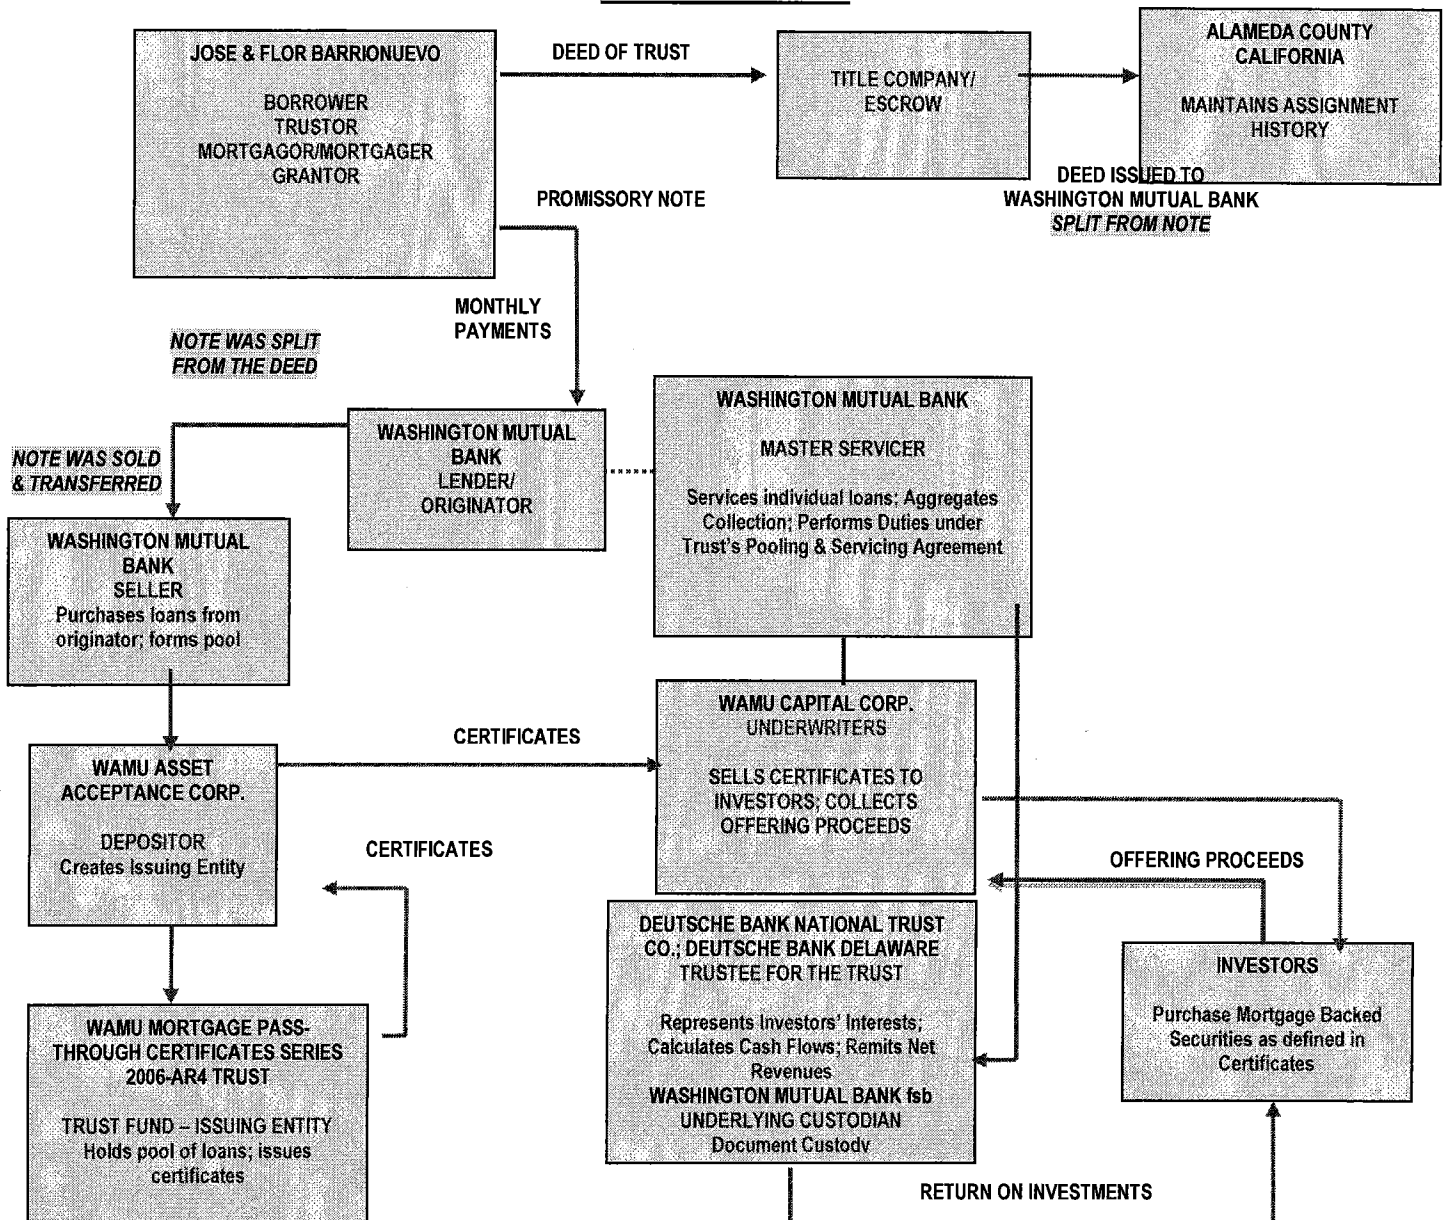 JOSE & FLOR BARRIONUEVO
BORROWER
TRUSTOR
MORTGAGOR/MORTGAGER
GRANTOR
DEED OF TRUST
TITLE COMPANY/
ESCROW
ALAMEDA COUNTY
CALIFORNIA
MAINTAINS ASSIGNMENT
HISTORY
DEED ISSUED TO
WASHINGTON MUTUAL BANK
SPLIT FROM NOTE
PROMISSORY NOTE
MONTHLY
PAYMENTS
NOTE WAS SPLIT
FROM THE DEED
NOTE WAS SOLD
& TRANSFERRED
WASHINGTON MUTUAL
BANK
LENDER/
ORIGINATOR
WASHINGTON MUTUAL BANK
MASTER SERVICER
Services individual loans; Aggregates
Collection; Performs Duties under
Trust's Pooling & Servicing Agreement
WASHINGTON MUTUAL
BANK
SELLER
Purchases loans from
originator; forms pool
WAMU ASSET
ACCEPTANCE CORP.
DEPOSITOR
Creates Issuing Entity
CERTIFICATES
WAMU CAPITAL CORP.
UNDERWRITERS
SELLS CERTIFICATES TO
INVESTORS; COLLECTS
OFFERING PROCEEDS
CERTIFICATES
OFFERING PROCEEDS
DEUTSCHE BANK NATIONAL TRUST
CO.; DEUTSCHE BANK DELAWARE
TRUSTEE FOR THE TRUST
Represents Investors' Interests;
Calculates Cash Flows; Remits Net
Revenues
WASHINGTON MUTUAL BANK fsb
UNDERLYING CUSTODIAN
Document Custody
INVESTORS
Purchase Mortgage Backed
Securities as defined in
Certificates
WAMU MORTGAGE PASS-
THROUGH CERTIFICATES SERIES
2006-AR4 TRUST
TRUST FUND – ISSUING ENTITY
Holds pool of loans; issues
certificates
RETURN ON INVESTMENTS